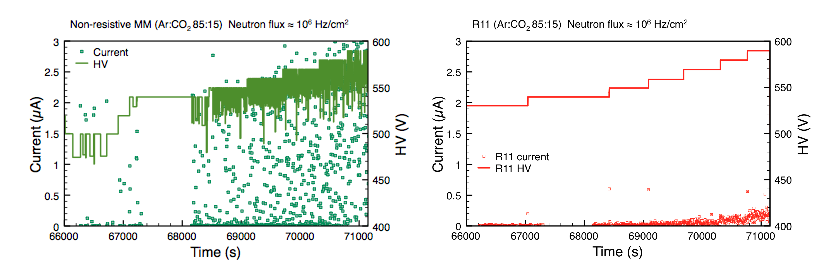 Non-resistive MM (Ar:CO2 85:15) Neutron flux ≈ 10⁶ Hz/cm²
3
2.5
2
1.5
1
0.5
0
Current (µA)
Current
HV
600
550
500
450
400
HV (V)
66000 67000 68000 69000 70000 71000
Time (s)
R11 (Ar:CO2 85:15) Neutron flux ≈ 10⁶ Hz/cm²
3
2.5
2
1.5
1
0.5
0
Current (µA)
R11 current
R11 HV
600
550
500
450
400
HV (V)
66000 67000 68000 69000 70000 71000
Time (s)